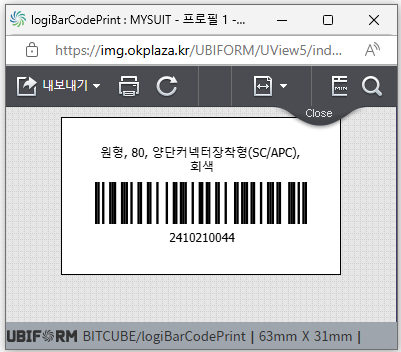 logiBarCodePrint : MYSUIT - 프로필 1 -...
https://img.okplaza.kr/UBIFORM/UView5/ind...
내보내기
Close
원형, 80, 양단커넥터장착형(SC/APC),
회색
2410210044
UBIFORM BITCUBE/logiBarCodePrint | 63mm X 31mm |